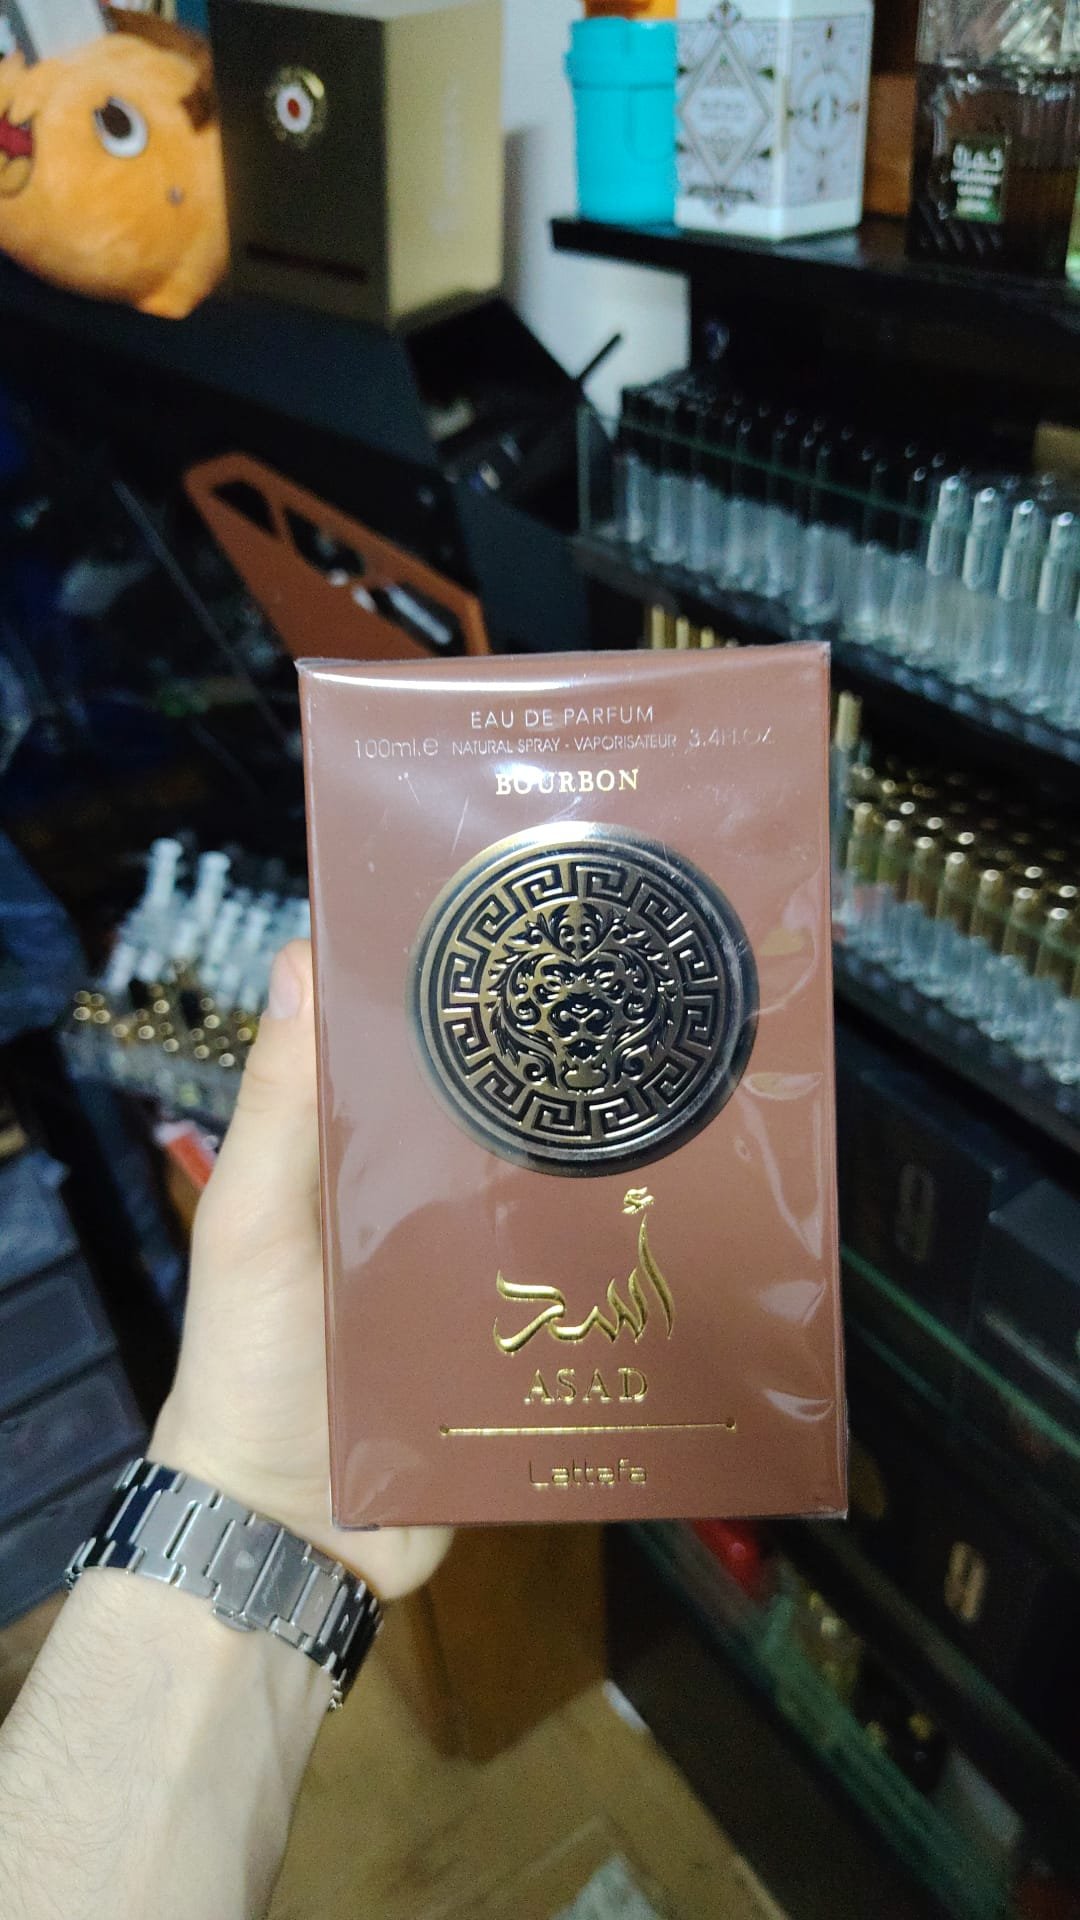 EAU DE PARFUM
100ml.e NATURAL SPRAY - VAPORISATEUR 3.4Fl.OZ
BOURBON
أسد
ASAD
Lattafa